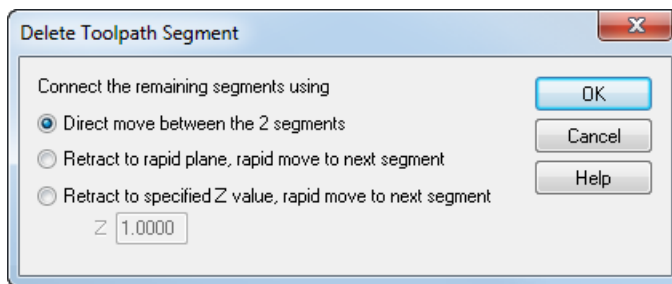 Delete Toolpath Segment
Connect the remaining segments using
Direct move between the 2 segments
Retract to rapid plane, rapid move to next segment
Retract to specified Z value, rapid move to next segment
Z 1.0000
OK
Cancel
Help